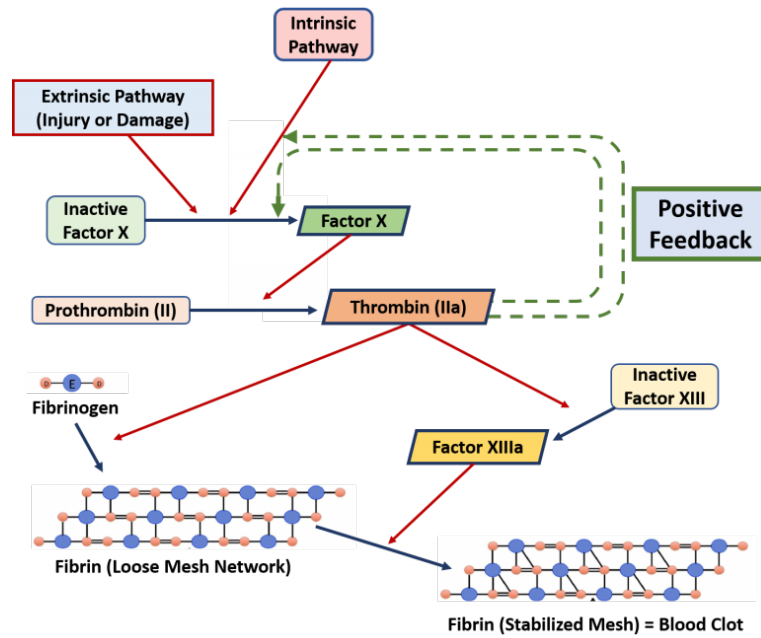 Intrinsic
Pathway
Extrinsic Pathway
(Injury or Damage)
Inactive
Factor X
Factor X
Positive
Feedback
Prothrombin (II)
Thrombin (IIa)
D
E
D
Fibrinogen
Inactive
Factor XIII
Factor XIIIa
Fibrin (Loose Mesh Network)
Fibrin (Stabilized Mesh) = Blood Clot